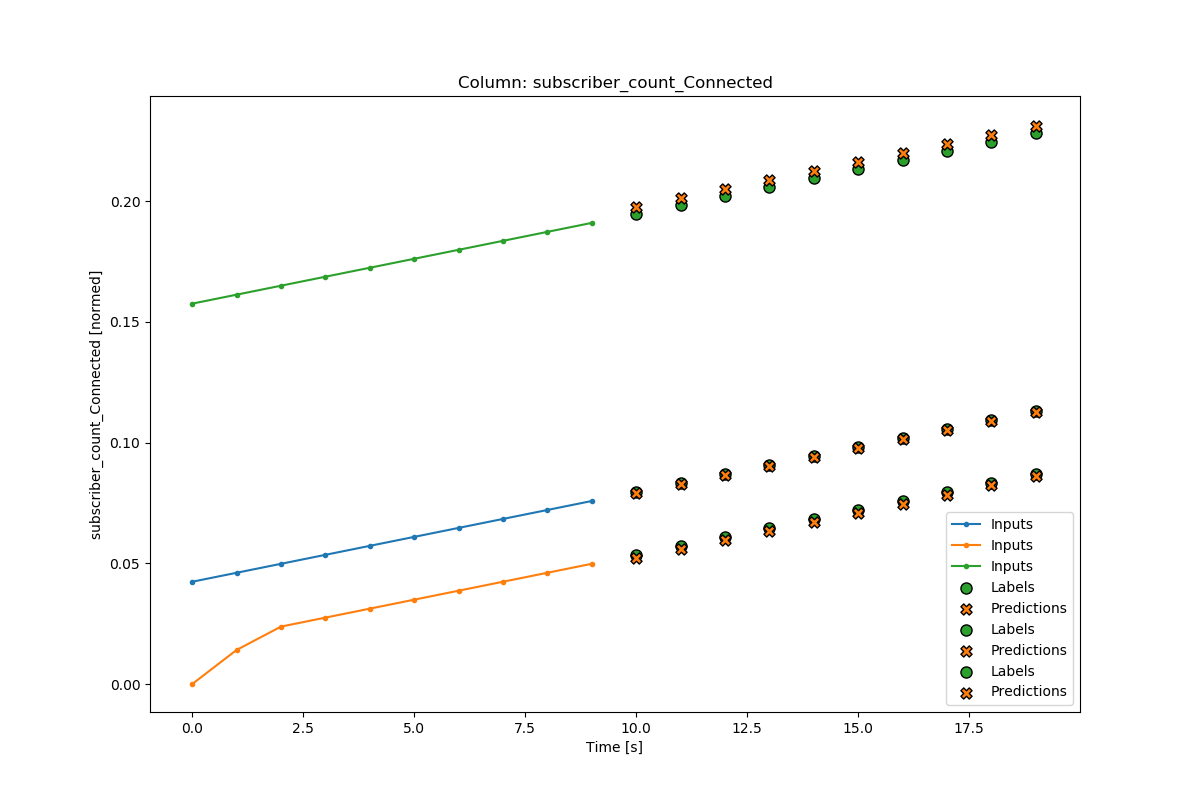 Column: subscriber_count_Connected
subscriber_count_Connected [normed]
0.20
0.15
0.10
0.05
0.00
Inputs
Inputs
Inputs
Labels
Predictions
Labels
Predictions
Labels
Predictions
0.0 2.5 5.0 7.5 10.0 12.5 15.0 17.5
Time [s]